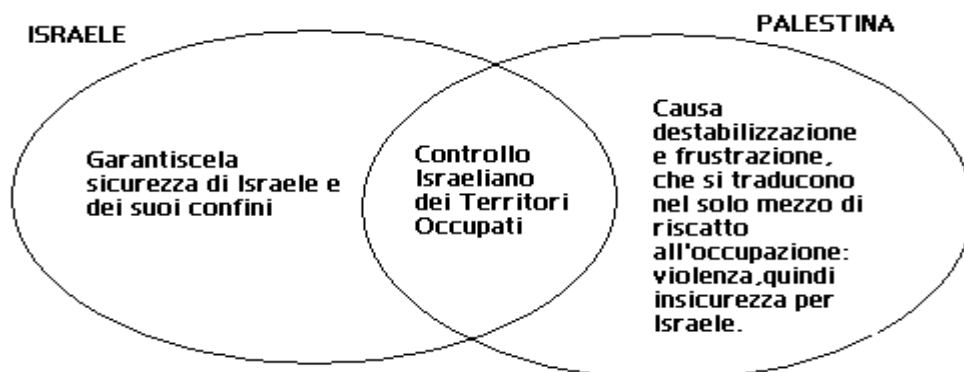 ISRAELE
PALESTINA
Garantiscela
sicurezza di Israele e
dei suoi confini
Controllo
Israeliano
dei Territori
Occupati
Causa
destabilizzazione
e frustrazione,
che si traducono
nel solo mezzo di
riscatto
all'occupazione:
violenza,quindi
insicurezza per
Israele.